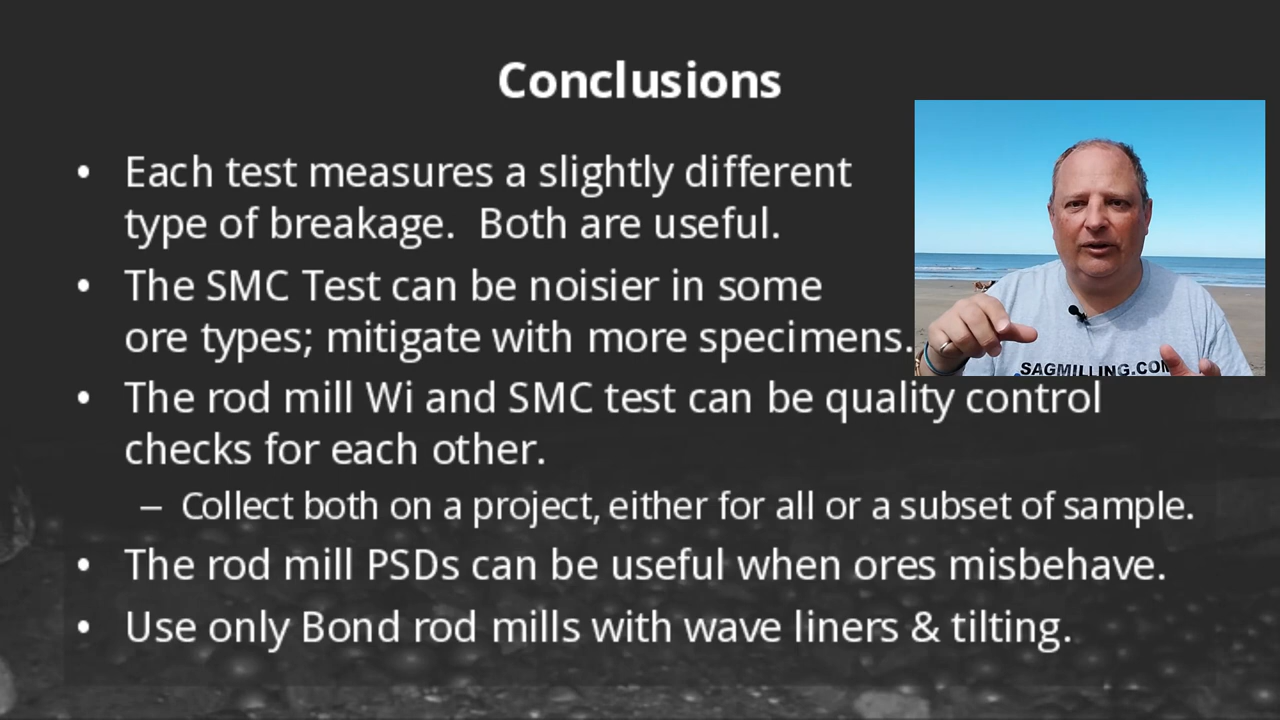 Conclusions
• Each test measures a slightly different
type of breakage.  Both are useful.
• The SMC Test can be noisier in some
ore types; mitigate with more specimens.
• The rod mill Wi and SMC test can be quality control
checks for each other.
– Collect both on a project, either for all or a subset of sample.
• The rod mill PSDs can be useful when ores misbehave.
• Use only Bond rod mills with wave liners & tilting.
SAGMILLING.COM